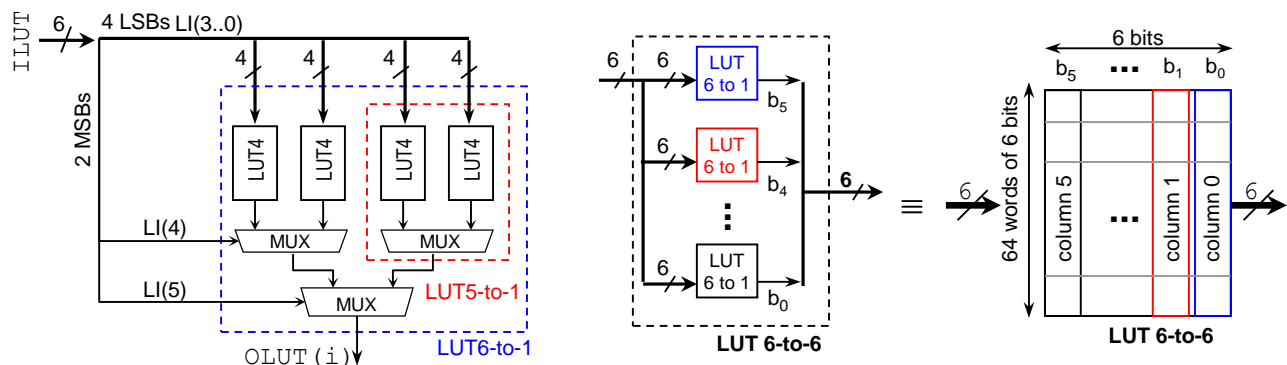 ILUT
6
4 LSBs LI(3..0)
4
4
4
4
2 MSBs
LUT4
LUT4
LUT4
LUT4
LI(4)
MUX
MUX
LI(5)
MUX
LUT5-to-1
LUT6-to-1
OLUT(i)
6
6
LUT
6 to 1
b5
6
LUT
6 to 1
b4
6
6
LUT
6 to 1
b0
LUT 6-to-6
≡
6 bits
b5
b1
b0
6
64 words of 6 bits
column 5
column 1
column 0
6
LUT 6-to-6